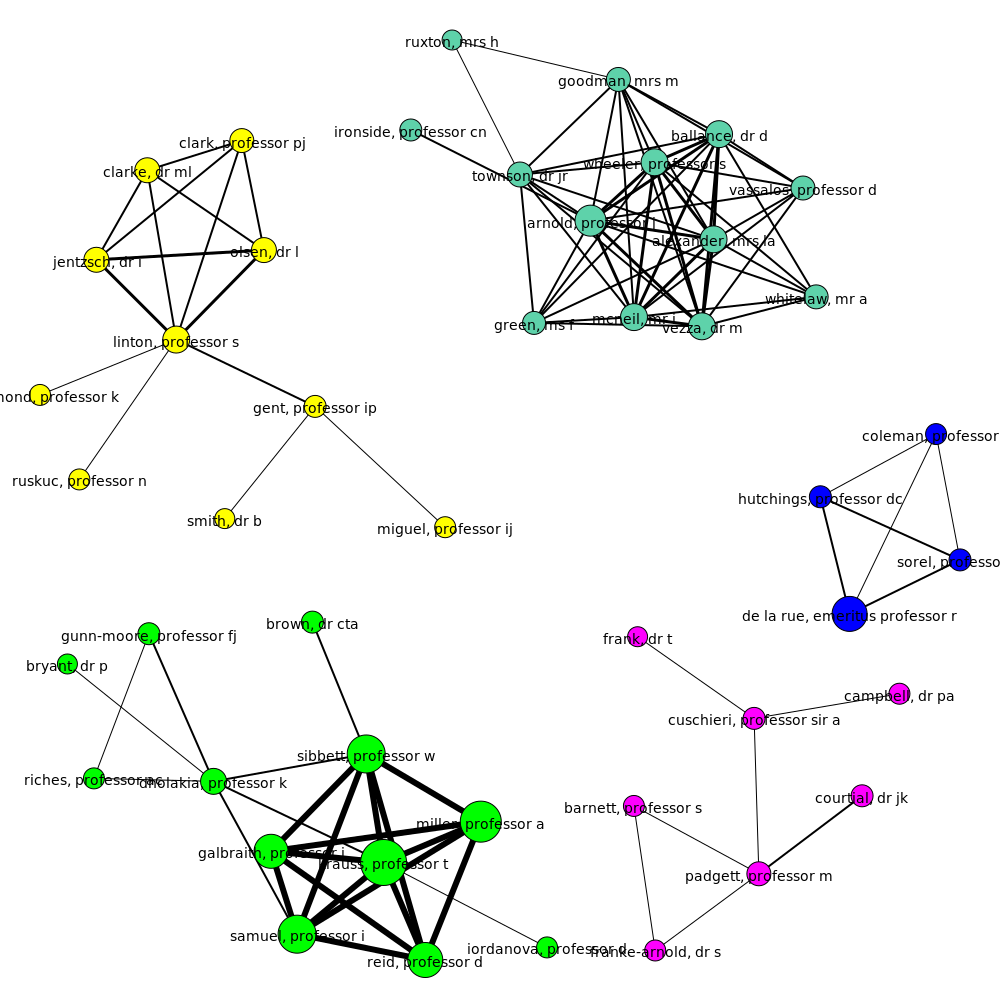 ruxton, mrs h
goodman, mrs m
ironside, professor cn
ballance, dr d
clark, professor pj
wheeler, professor s
clarke, dr ml
townson, dr jr
vassalos, professor d
arnold, professor j
alexander, mrs la
olsen, dr l
jentzsch, dr i
whitelaw, mr a
green, ms f
mcneil, mr i
vezza, dr m
linton, professor s
mond, professor k
gent, professor ip
coleman, professor
ruskuc, professor n
hutchings, professor dc
smith, dr b
miguel, professor ij
sorel, professo
de la rue, emeritus professor r
brown, dr cta
gunn-moore, professor fj
frank, dr t
bryant, dr p
campbell, dr pa
cuschieri, professor sir a
sibbett, professor w
riches, professor ac
dholakia, professor k
courtial, dr jk
barnett, professor s
miller, professor a
galbraith, professor i
krauss, professor t
padgett, professor m
samuel, professor i
iordanova, professor d
franke-arnold, dr s
reid, professor d